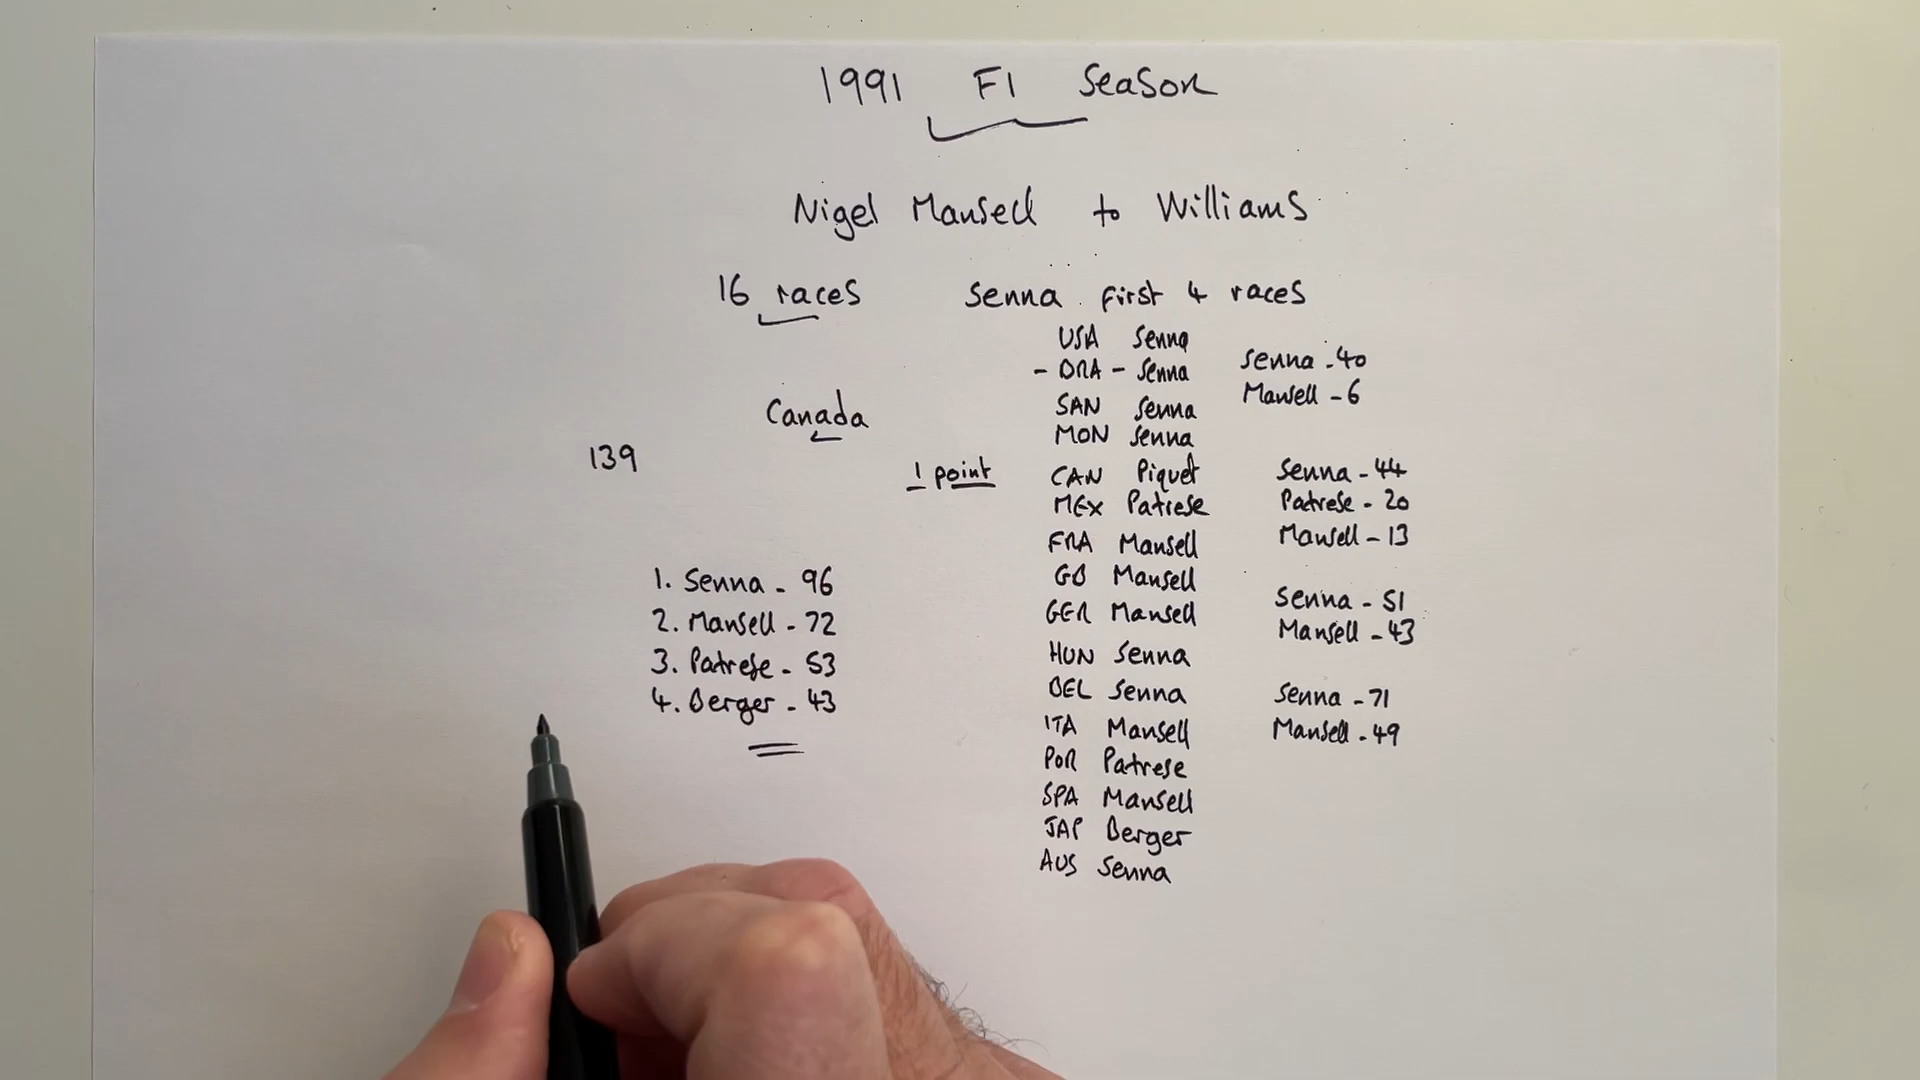 1991 F1 Season
Nigel Mansell to Williams
16 races
Senna first 4 races
USA Senna
- BRA - Senna
SAN Senna
MON Senna
Senna - 40
Mansell - 6
Canada
139
1 point
CAN Piquet
MEX Patrese
Senna - 44
Patrese - 20
Mansell - 13
FRA Mansell
GB Mansell
GER Mansell
Senna - 51
Mansell - 43
HUN Senna
BEL Senna
Senna - 71
Mansell - 49
ITA Mansell
POR Patrese
SPA Mansell
JAP Berger
AUS Senna
1. Senna - 96
2. Mansell - 72
3. Patrese - 53
4. Berger - 43